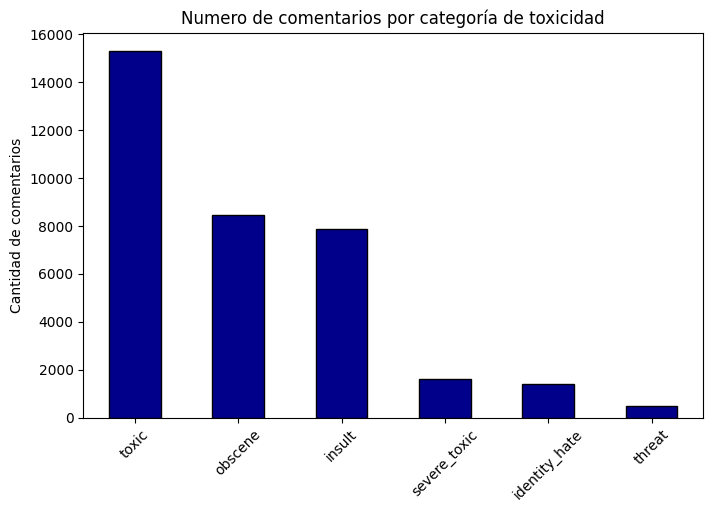 Numero de comentarios por categoría de toxicidad
Cantidad de comentarios
16000
14000
12000
10000
8000
6000
4000
2000
0
toxic
obscene
insult
severe_toxic
identity_hate
threat